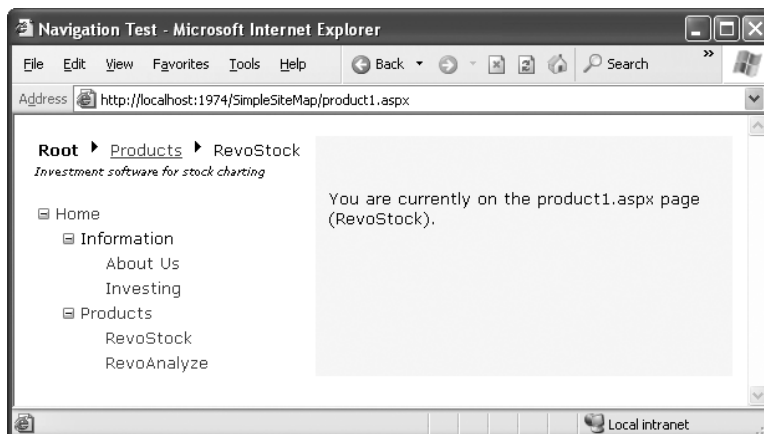 Navigation Test - Microsoft Internet Explorer
File Edit View Favorites Tools Help Back Search »
Address http://localhost:1974/SimpleSiteMap/product1.aspx
Root Products RevoStock
Investment software for stock charting
You are currently on the product1.aspx page
(RevoStock).
Home
Information
About Us
Investing
Products
RevoStock
RevoAnalyze
Local intranet